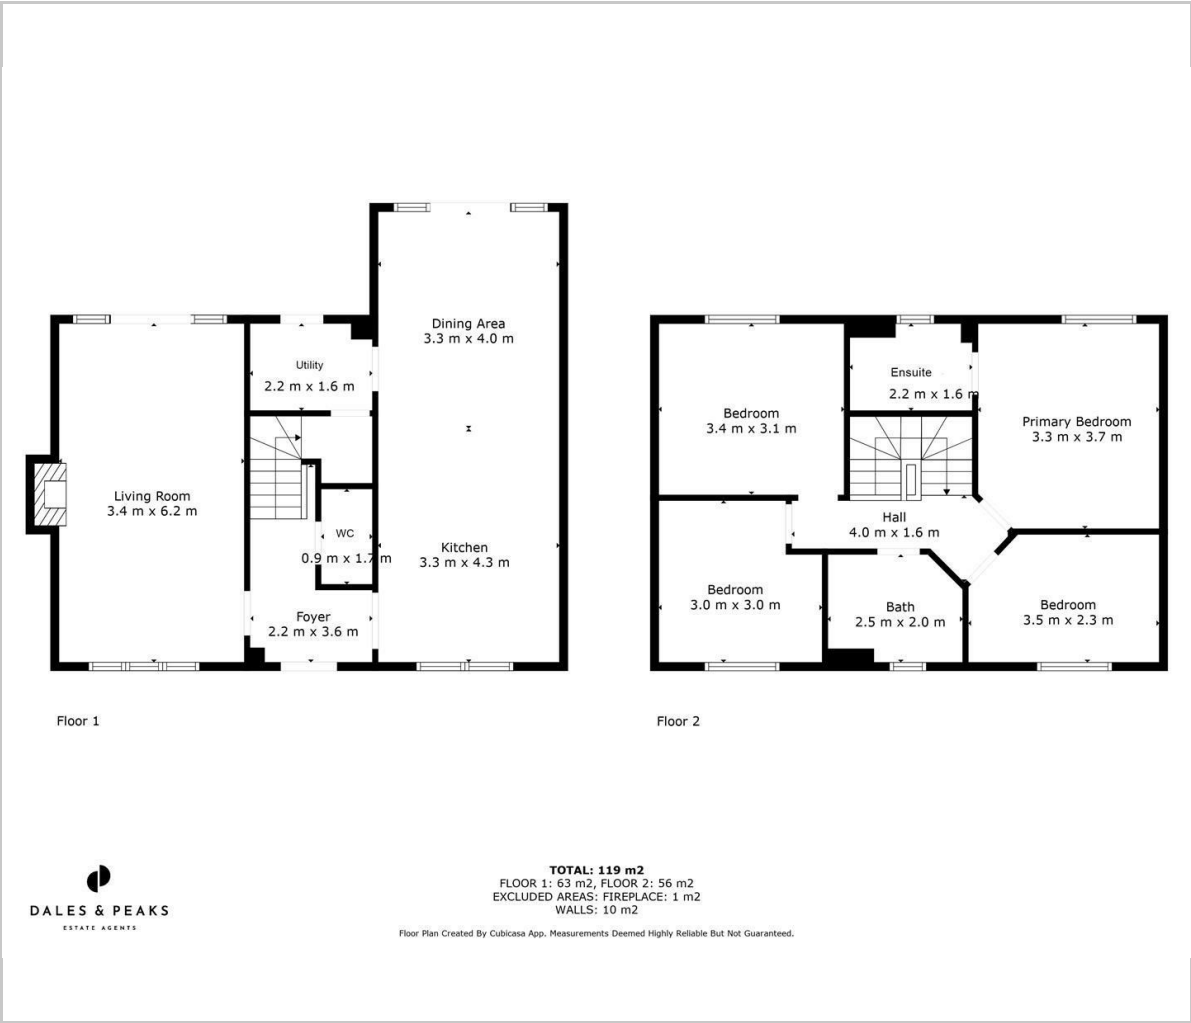 Dining Area
3.3 m x 4.0 m
Utility
2.2 m x 1.6 m
Living Room
3.4 m x 6.2 m
WC
0.9 m x 1.7 m
Kitchen
3.3 m x 4.3 m
Foyer
2.2 m x 3.6 m
Floor 1
Ensuite
2.2 m x 1.6 m
Bedroom
3.4 m x 3.1 m
Primary Bedroom
3.3 m x 3.7 m
Hall
4.0 m x 1.6 m
Bedroom
3.0 m x 3.0 m
Bath
2.5 m x 2.0 m
Bedroom
3.5 m x 2.3 m
Floor 2
DALES & PEAKS
ESTATE AGENTS
TOTAL: 119 m2
FLOOR 1: 63 m2, FLOOR 2: 56 m2
EXCLUDED AREAS: FIREPLACE: 1 m2
WALLS: 10 m2
Floor Plan Created By Cubicasa App. Measurements Deemed Highly Reliable But Not Guaranteed.